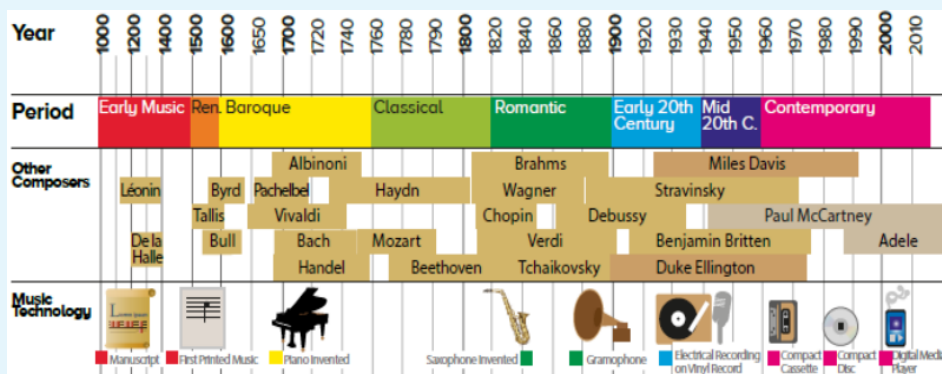 Year 1000 1200 1400 1500 1600 1650 1700 1720 1740 1760 1780 1790 1800 1820 1840 1860 1880 1900 1920 1930 1940 1950 1960 1970 1980 1990 2000 2010
Period Early Music Ren. Baroque Classical Romantic Early 20th Century Mid 20th C. Contemporary
Other Composers
Albinoni Brahms Miles Davis
Léonin Byrd Pachelbel Haydn Wagner Stravinsky
Tallis Vivaldi Chopin Debussy Paul McCartney
De la Halle Bull Bach Mozart Verdi Benjamin Britten Adele
Handel Beethoven Tchaikovsky Duke Ellington
Music Technology
Manuscript First Printed Music Piano Invented Saxophone Invented Gramophone Electrical Recording on Vinyl Record Compact Cassette Compact Disc Digital Media Player